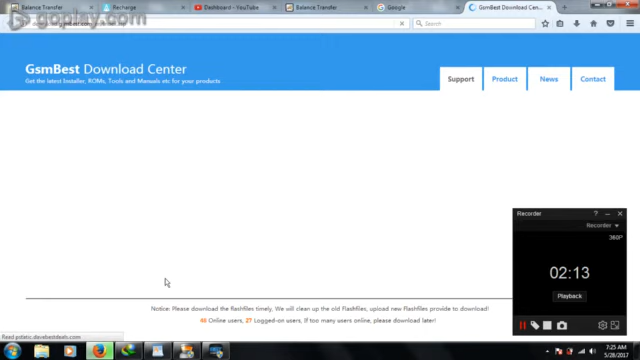 Balance Transfer
Recharge
Dashboard - YouTube
Balance Transfer
Google
GsmBest Download Cen...
goplay.com
Search
GsmBest Download Center
Get the latest Installer, ROMs, Tools and Manuals etc for your products
Support
Product
News
Contact
Recorder
Recorder
360P
02:13
Playback
Notice: Please download the flashfiles timely, We will clean up the old Flashfiles, upload new Flashfiles provide to download!
46 Online users, 27 Logged-on users, If too many users online, please download later!
7:25 AM
5/28/2017